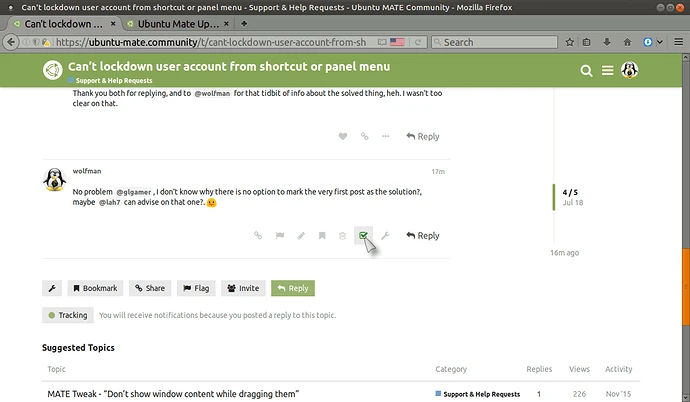 Can't lockdown user account from shortcut or panel menu - Support & Help Requests - Ubuntu MATE Community - Mozilla Firefox
Can't lockdown user ...
Ubuntu Mate Up...
https://ubuntu-mate.community/t/cant-lockdown-user-account-from-sh
Search
Can't lockdown user account from shortcut or panel menu
Support & Help Requests
Thank you both for replying, and to @wolfman for that tidbit of info about the solved thing, heh. I wasn't too
clear on that.
Reply
wolfman
17m
No problem @glgamer , I don't know why there is no option to mark the very first post as the solution?,
maybe @lah7 can advise on that one?.
4 / 5
Jul 18
Reply
16m ago
Bookmark
Share
Flag
Invite
Reply
Tracking
You will receive notifications because you posted a reply to this topic.
Suggested Topics
Topic
Category
Replies
Views
Activity
MATE Tweak - "Don't show window content while dragging them"
Support & Help Requests
1
226
Nov '15